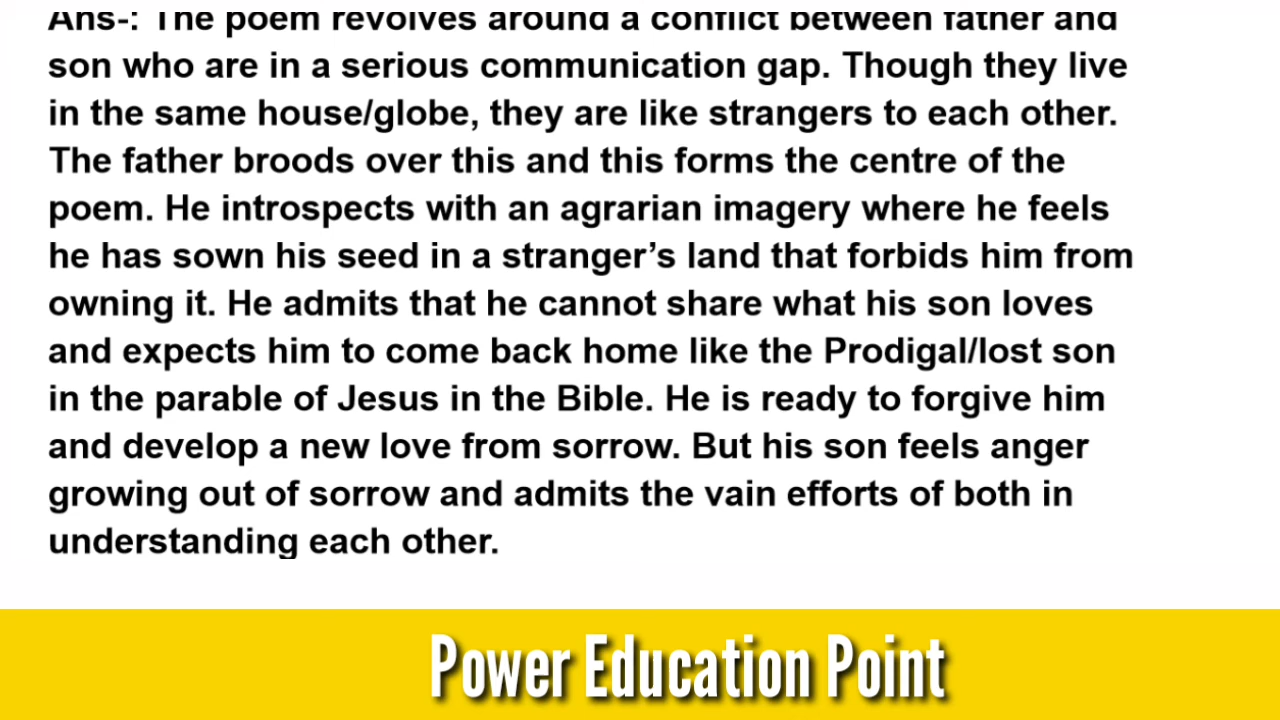 Ans-: The poem revolves around a conflict between father and
son who are in a serious communication gap. Though they live
in the same house/globe, they are like strangers to each other.
The father broods over this and this forms the centre of the
poem. He introspects with an agrarian imagery where he feels
he has sown his seed in a stranger’s land that forbids him from
owning it. He admits that he cannot share what his son loves
and expects him to come back home like the Prodigal/lost son
in the parable of Jesus in the Bible. He is ready to forgive him
and develop a new love from sorrow. But his son feels anger
growing out of sorrow and admits the vain efforts of both in
understanding each other.
Power Education Point